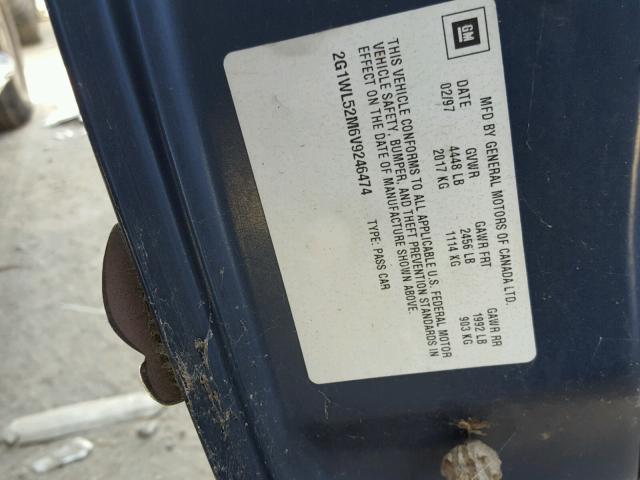 GM
MFD BY GENERAL MOTORS OF CANADA LTD.
DATE GVWR GAWR FRT GAWR RR
02/97 4448 LB 2456 LB 1992 LB
2017 KG 1114 KG 903 KG
THIS VEHICLE CONFORMS TO ALL APPLICABLE U.S. FEDERAL MOTOR
VEHICLE SAFETY, BUMPER, AND THEFT PREVENTION STANDARDS IN
EFFECT ON THE DATE OF MANUFACTURE SHOWN ABOVE.
2G1WL52M6V9246474 TYPE: PASS CAR